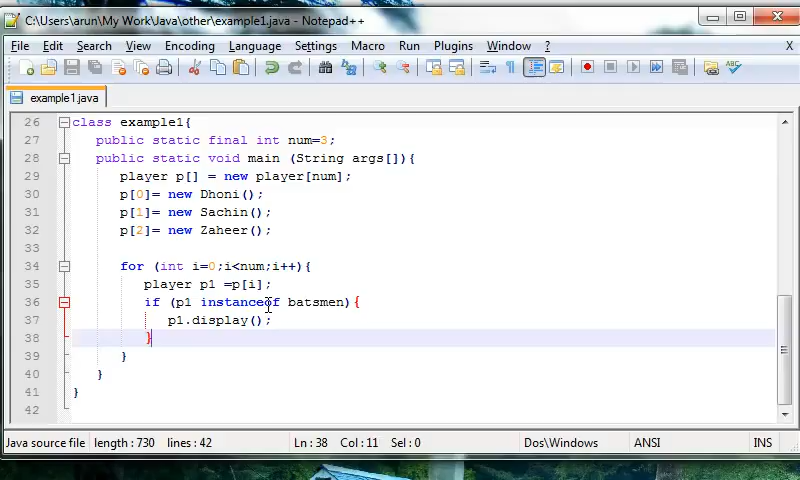 C:\Users\arun\My Work\Java\other\example1.java - Notepad++
File Edit Search View Encoding Language Settings Macro Run Plugins Window ? X
ABC
example1.java
26 class example1{
27 public static final int num=3;
28 public static void main (String args[]){
29 player p[] = new player[num];
30 p[0]= new Dhoni();
31 p[1]= new Sachin();
32 p[2]= new Zaheer();
33
34 for (int i=0;i<num;i++){
35 player p1 =p[i];
36 if (p1 instanceof batsmen){
37 p1.display();
38 }
39 }
40 }
41 }
42
Java source file length : 730 lines : 42 Ln : 38 Col : 11 Sel : 0 Dos\Windows ANSI INS